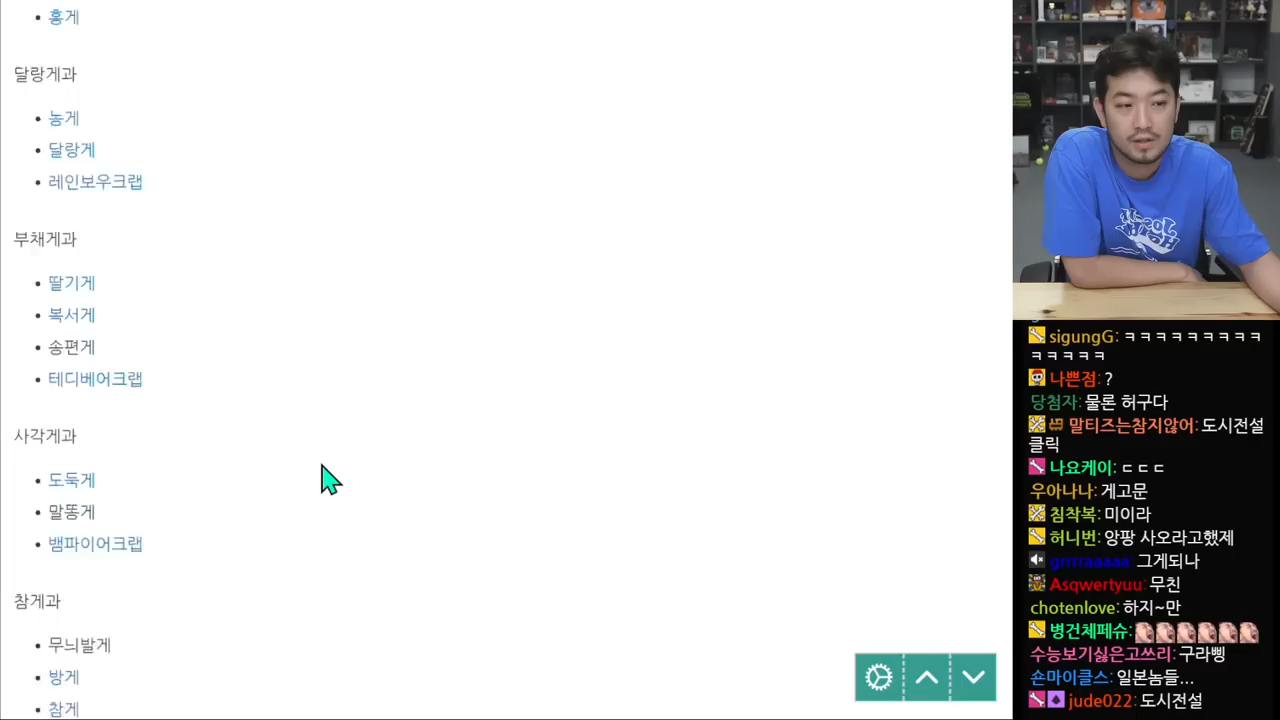 홍게
달랑게과
농게
달랑게
레인보우크랩
부채게과
딸기게
복서게
송편게
테디베어크랩
사각게과
도둑게
말똥게
뱀파이어크랩
참게과
무늬발게
방게
참게
sigungG: ㅋㅋㅋㅋㅋㅋㅋㅋㅋ
ㅋㅋㅋㅋㅋ
나쁜점: ?
당첨자: 물론 허구다
말티즈는참지않어: 도시전설
클릭
나요케이: ㄷㄷㄷ
우아나나: 게고문
침착복: 미이라
허니번: 앙팡 사오라고했제
grrrraaaaa: 그게되나
Asqwertyuu: 무친
chotenlove: 하지~만
병건체페슈:
수능보기싫은고쓰리: 구라삥
숀마이클스: 일본놈들...
jude022: 도시전설